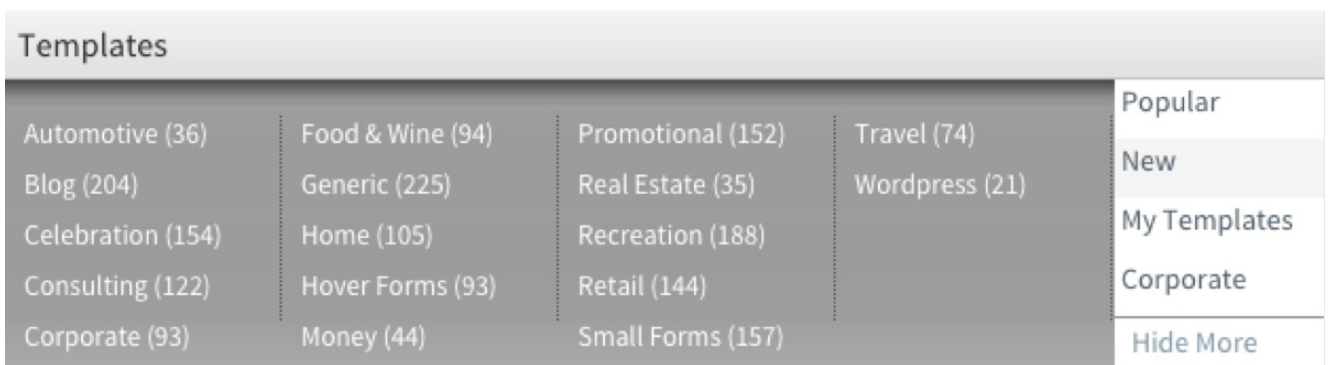 Templates
Automotive (36)
Blog (204)
Celebration (154)
Consulting (122)
Corporate (93)
Food & Wine (94)
Generic (225)
Home (105)
Hover Forms (93)
Money (44)
Promotional (152)
Real Estate (35)
Recreation (188)
Retail (144)
Small Forms (157)
Travel (74)
Wordpress (21)
Popular
New
My Templates
Corporate
Hide More